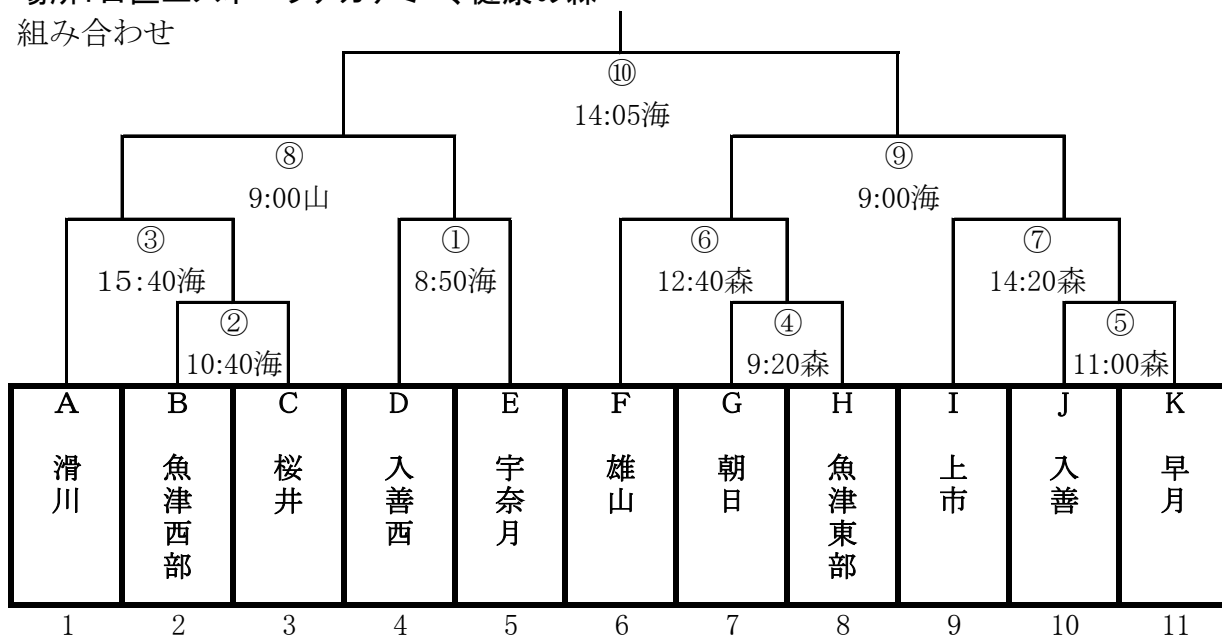 組み合わせ
⑩
14:05海
⑧
9:00山
⑨
9:00海
③
15:40海
①
8:50海
⑥
12:40森
⑦
14:20森
②
10:40海
④
9:20森
⑤
11:00森
A B C D E F G H I J K
滑川
魚津西部
桜井
入善西
宇奈月
雄山
朝日
魚津東部
上市
入善
早月
1 2 3 4 5 6 7 8 9 10 11